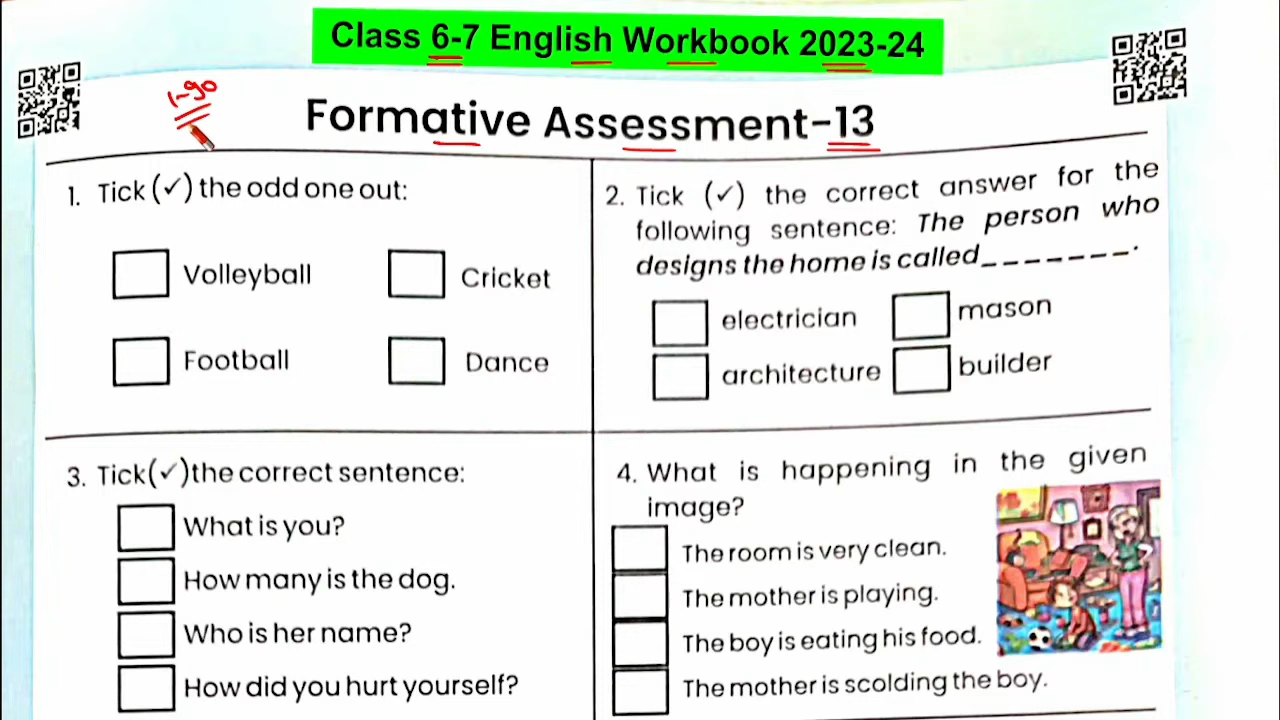 Class 6-7 English Workbook 2023-24
1-90
Formative Assessment-13
1. Tick (✓) the odd one out:
Volleyball
Cricket
Football
Dance
2. Tick (✓) the correct answer for the
following sentence: The person who
designs the home is called_ _ _ _ _ _ _.
electrician
mason
architecture
builder
3. Tick(✓)the correct sentence:
What is you?
How many is the dog.
Who is her name?
How did you hurt yourself?
4. What is happening in the given
image?
The room is very clean.
The mother is playing.
The boy is eating his food.
The mother is scolding the boy.